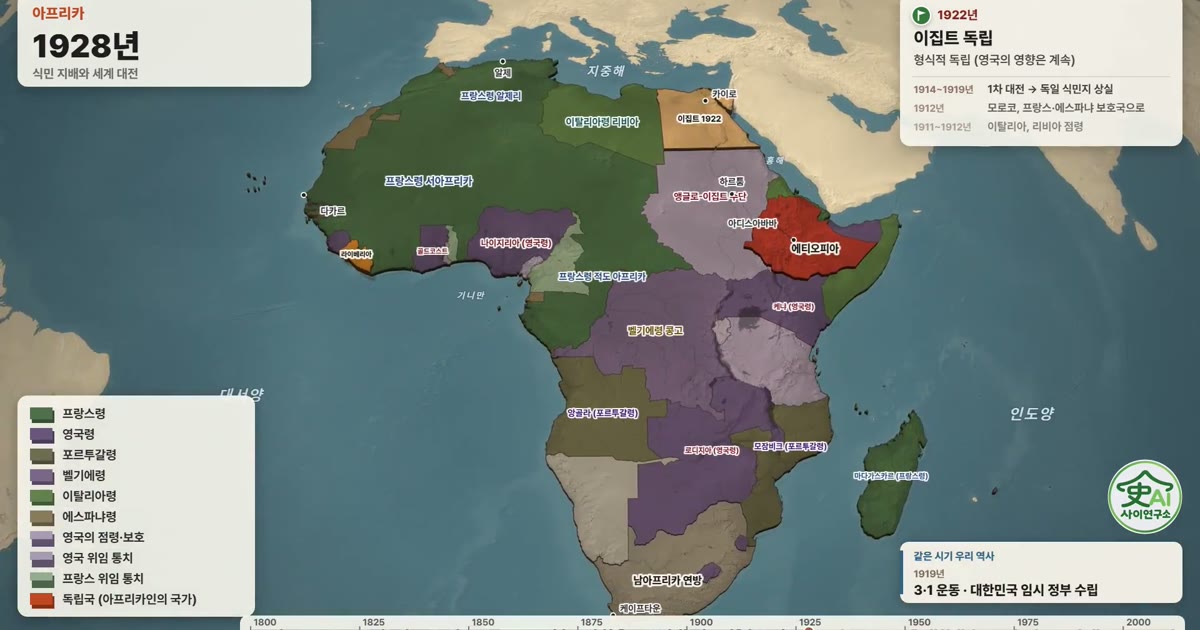 아프리카
1928년
식민 지배와 세계 대전
1922년
이집트 독립
형식적 독립 (영국의 영향은 계속)
1914~1919년 1차 대전 → 독일 식민지 상실
1912년 모로코, 프랑스·에스파냐 보호국으로
1911~1912년 이탈리아, 리비아 점령
알제
지중해
프랑스령 알제리
카이로
이집트 1922
이탈리아령 리비아
홍해
프랑스령 서아프리카
하르툼
앵글로-이집트 수단
다카르
아디스아바바
에티오피아
라이베리아
골드코스트
나이지리아 (영국령)
프랑스령 적도 아프리카
기니만
케냐 (영국령)
벨기에령 콩고
대서양
인도양
앙골라 (포르투갈령)
로디지아 (영국령)
모잠비크 (포르투갈령)
마다가스카르 (프랑스령)
남아프리카 연방
케이프타운
프랑스령
영국령
포르투갈령
벨기에령
이탈리아령
에스파냐령
영국의 점령·보호
영국 위임 통치
프랑스 위임 통치
독립국 (아프리카인의 국가)
史AI
사이연구소
같은 시기 우리 역사
1919년
3·1 운동 · 대한민국 임시 정부 수립
1800 1825 1850 1875 1900 1925 1950 1975 2000